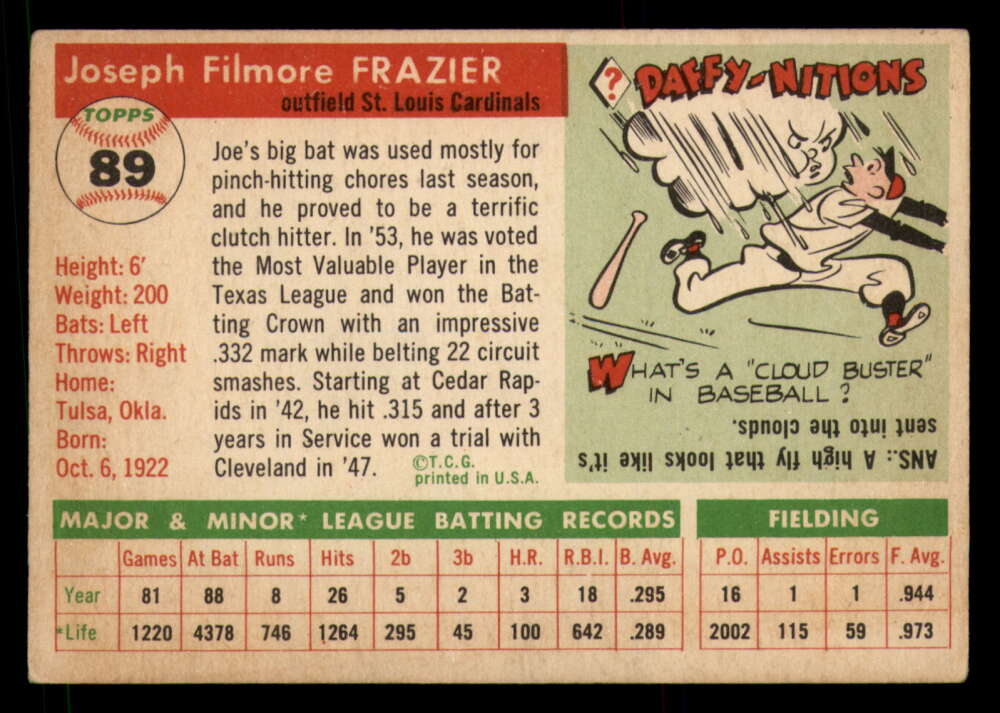 Joseph Filmore FRAZIER
outfield St. Louis Cardinals
TOPPS
89
Height: 6'
Weight: 200
Bats: Left
Throws: Right
Home:
Tulsa, Okla.
Born:
Oct. 6, 1922
Joe's big bat was used mostly for
pinch-hitting chores last season,
and he proved to be a terrific
clutch hitter. In '53, he was voted
the Most Valuable Player in the
Texas League and won the Bat-
ting Crown with an impressive
.332 mark while belting 22 circuit
smashes. Starting at Cedar Rap-
ids in '42, he hit .315 and after 3
years in Service won a trial with
Cleveland in '47.
©T.C.G.
printed in U.S.A.
? DAFFY-NITIONS
WHAT'S A "CLOUD BUSTER"
IN BASEBALL?
ANS.: A high fly that looks like it's
sent into the clouds.
MAJOR & MINOR* LEAGUE BATTING RECORDS
Games At Bat Runs Hits 2b 3b H.R. R.B.I. B. Avg.
Year 81 88 8 26 5 2 3 18 .295
*Life 1220 4378 746 1264 295 45 100 642 .289
FIELDING
P.O. Assists Errors F. Avg.
16 1 1 .944
2002 115 59 .973